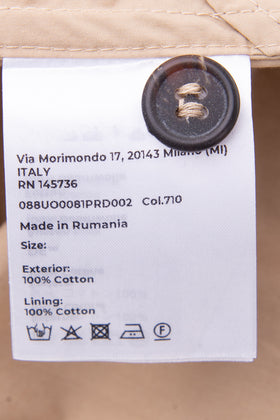 Via Morimondo 17, 20143 Milano (MI)
ITALY
RN 145736
088UO0081PRD002 Col.710
Made in Rumania
Size:
Exterior:
100% Cotton
Lining:
100% Cotton